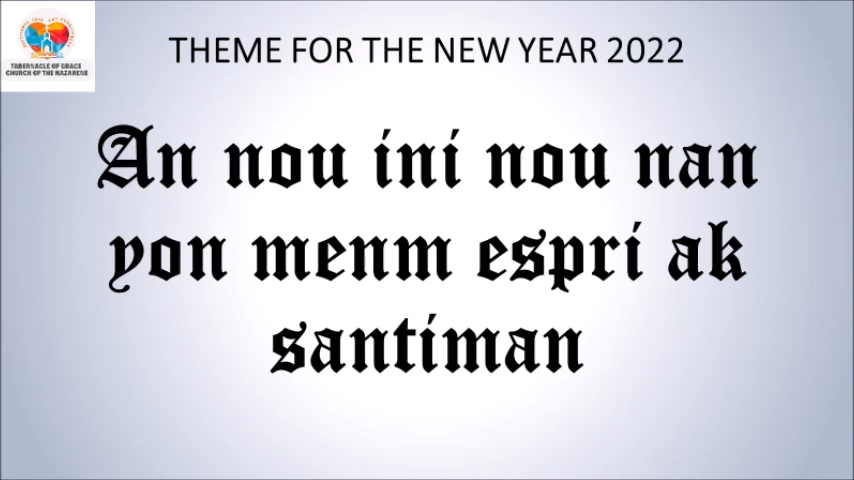 TABERNACLE OF GRACE
CHURCH OF THE NAZARENE
THEME FOR THE NEW YEAR 2022
An nou ini nou nan
yon menm espri ak
santiman